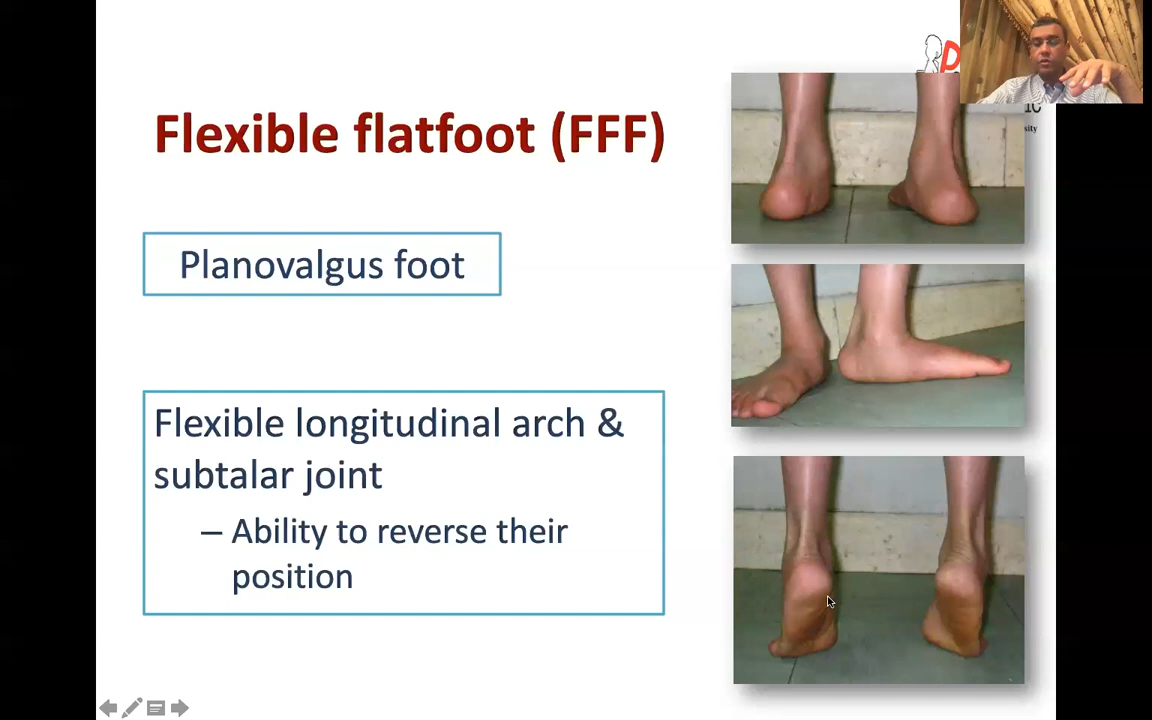 Flexible flatfoot (FFF)
Planovalgus foot
Flexible longitudinal arch &
subtalar joint
– Ability to reverse their
position